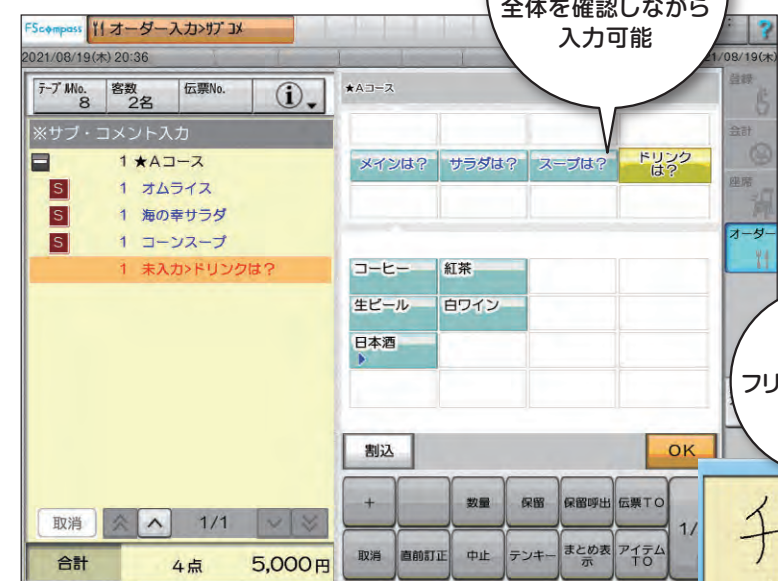 全体を確認しながら
入力可能
FScompass オーダー入力>ｻﾌﾞｺﾒ
2021/08/19(木) 20:36
/08/19(木)
ﾃｰﾌﾞﾙNo. 8
客数 2名
伝票No.
※サブ・コメント入力
1 ★Aコース
S 1 オムライス
S 1 海の幸サラダ
S 1 コーンスープ
1 未入力>ドリンクは？
取消 1/1
合計 4点 5,000円
★Aコース
メインは？ サラダは？ スープは？ ドリンクは？
コーヒー 紅茶
生ビール 白ワイン
日本酒
割込 OK
+ 数量 保留 保留呼出 伝票TO
取消 直前訂正 中止 テンキー まとめ表示 アイテムTO
1/
登録
会計
座席
オーダー
フリ